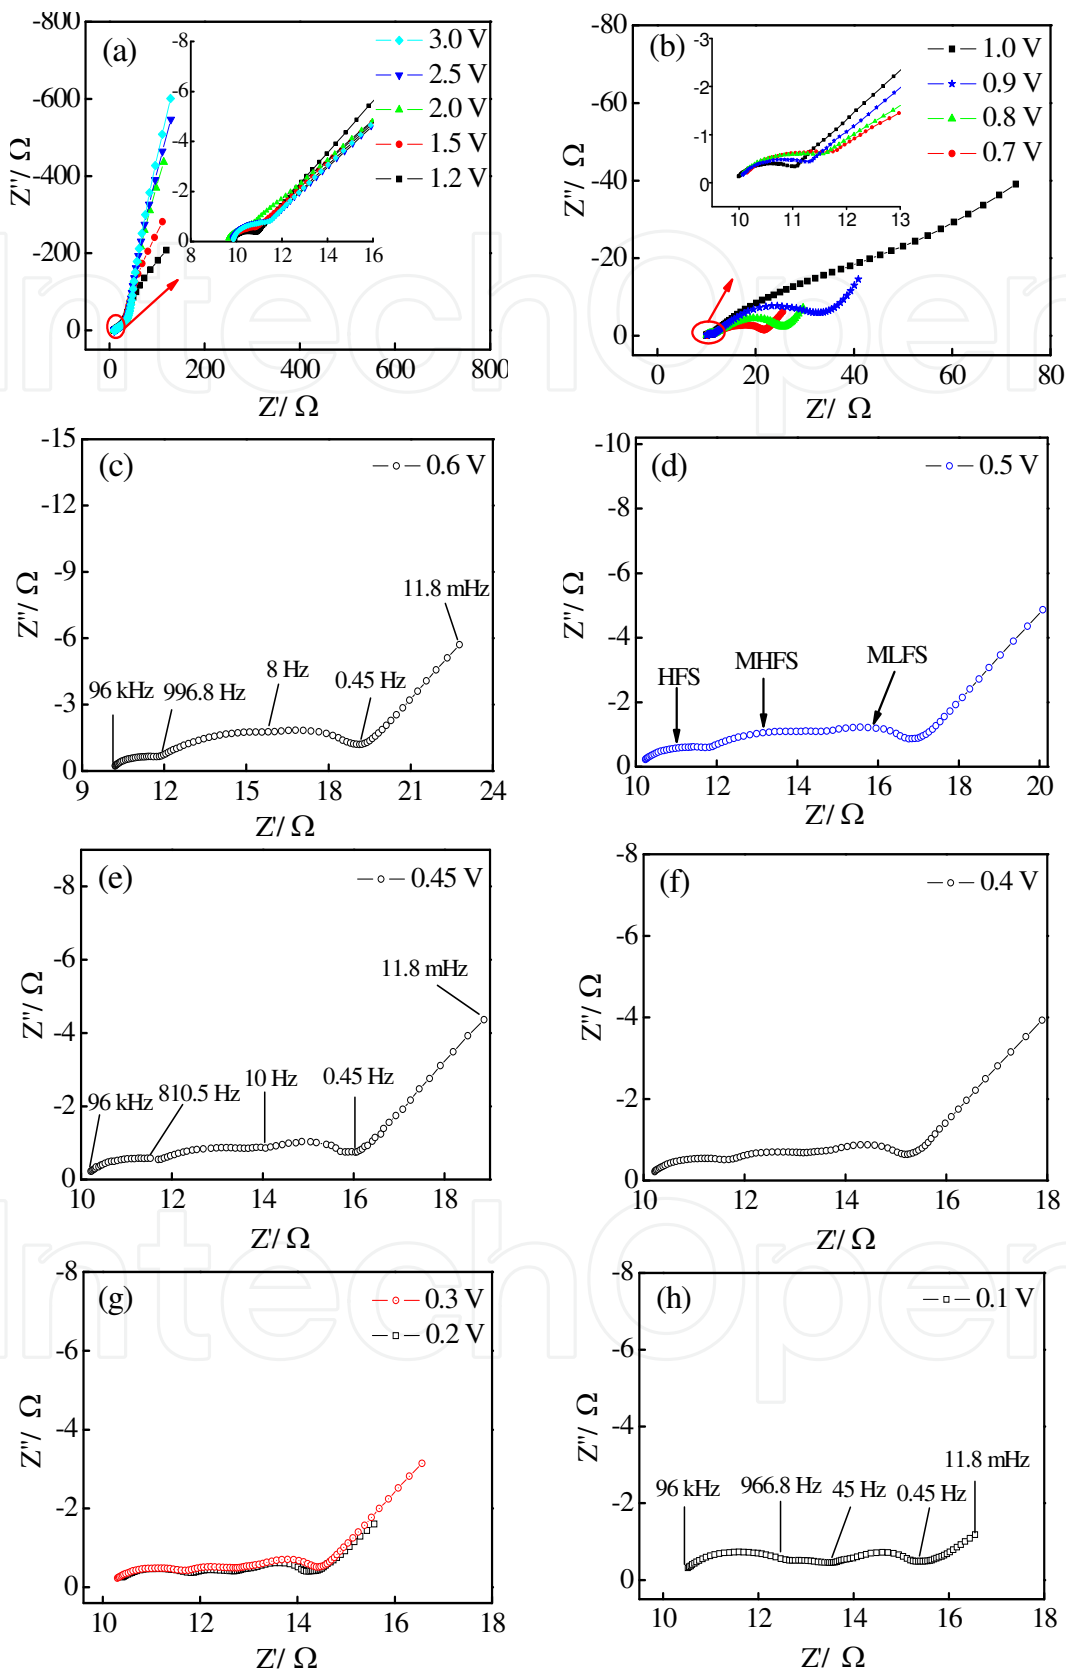 (a)
-800
-600
-400
-200
0
0 200 400 600 800
Z'/ Ω
Z''/ Ω
-8
-6
-4
-2
0
8 10 12 14 16
3.0 V
2.5 V
2.0 V
1.5 V
1.2 V
(b)
-80
-60
-40
-20
0
0 20 40 60 80
Z'/ Ω
Z''/ Ω
-3
-2
-1
0
10 11 12 13
1.0 V
0.9 V
0.8 V
0.7 V
(c)
0.6 V
-15
-12
-9
-6
-3
0
9 12 15 18 21 24
Z'/ Ω
Z''/ Ω
96 kHz
996.8 Hz
8 Hz
0.45 Hz
11.8 mHz
(d)
0.5 V
-10
-8
-6
-4
-2
0
10 12 14 16 18 20
Z'/ Ω
Z''/ Ω
HFS
MHFS
MLFS
(e)
0.45 V
-8
-6
-4
-2
0
10 12 14 16 18
Z'/ Ω
Z''/ Ω
96 kHz
810.5 Hz
10 Hz
0.45 Hz
11.8 mHz
(f)
0.4 V
-8
-6
-4
-2
0
10 12 14 16 18
Z'/ Ω
Z''/ Ω
(g)
0.3 V
0.2 V
-8
-6
-4
-2
0
10 12 14 16 18
Z'/ Ω
Z''/ Ω
(h)
0.1 V
-8
-6
-4
-2
0
10 12 14 16 18
Z'/ Ω
Z''/ Ω
96 kHz
966.8 Hz
45 Hz
0.45 Hz
11.8 mHz
IntechOpen
IntechOpen